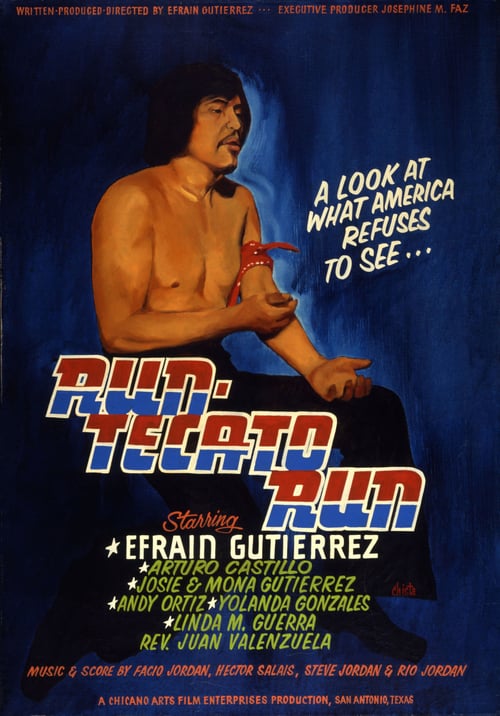 WRITTEN-PRODUCED-DIRECTED BY EFRAIN GUTIERREZ ··· EXECUTIVE PRODUCER JOSEPHINE M. FAZ
A LOOK AT
WHAT AMERICA
REFUSES
TO SEE...
RUN·
TECATO
RUN
Starring
★EFRAIN GUTIERREZ
★ARTURO CASTILLO
★JOSIE & MONA GUTIERREZ
★ANDY ORTIZ★YOLANDA GONZALES
★LINDA M. GUERRA
REV. JUAN VALENZUELA
chista
MUSIC & SCORE BY FACIO JORDAN, HECTOR SALAIS, STEVE JORDAN & RIO JORDAN
A CHICANO ARTS FILM ENTERPRISES PRODUCTION, SAN ANTONIO, TEXAS